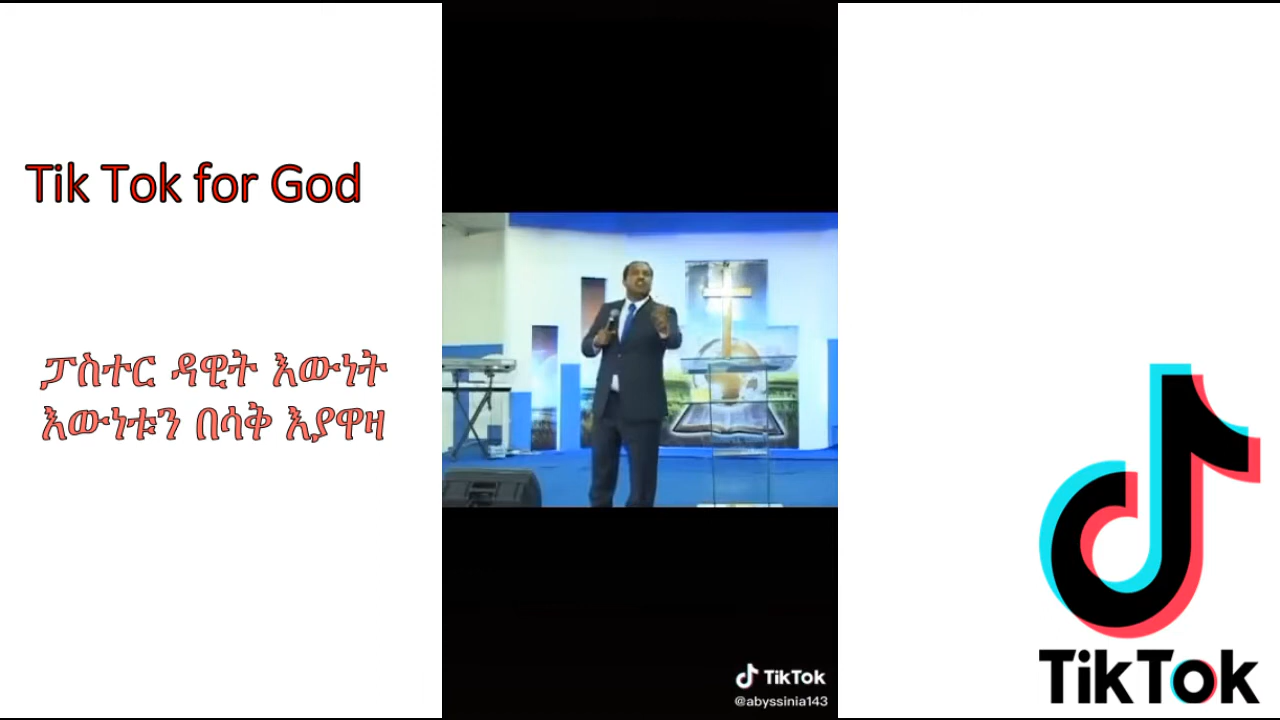 Tik Tok for God
ፓስተር ዳዊት እውነት
እውነቱን በሳቅ እያዋዛ
TikTok
@abyssinia143
TikTok